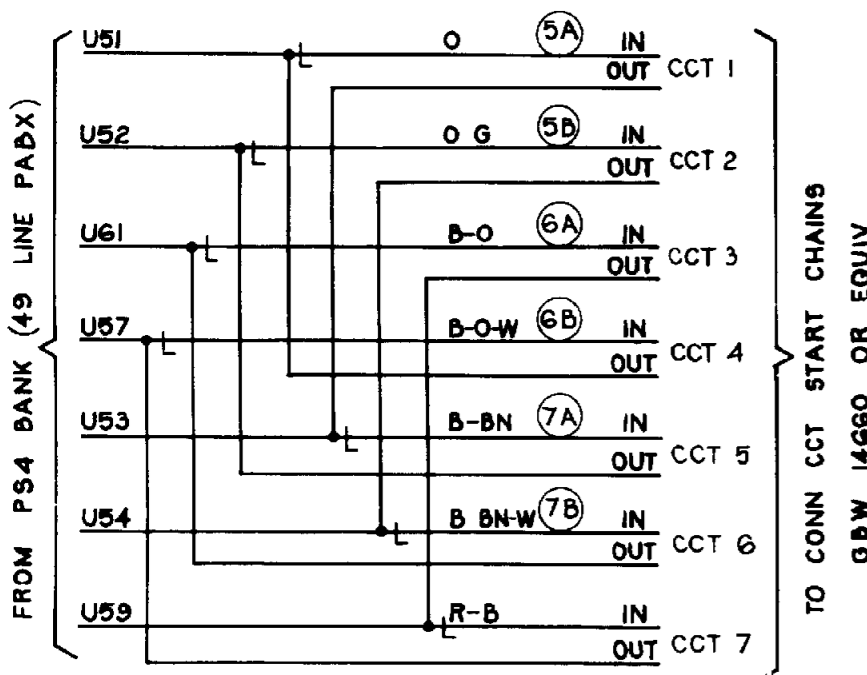 FROM PS4 BANK (49 LINE PABX)
U51 L O 5A IN
OUT CCT 1
U52 L O G 5B IN
OUT CCT 2
U61 L B-O 6A IN
OUT CCT 3
U57 L B-O-W 6B IN
OUT CCT 4
U53 L B-BN 7A IN
OUT CCT 5
U54 L B BN-W 7B IN
OUT CCT 6
U59 L R-B IN
OUT CCT 7
TO CONN CCT START CHAINS
GBW 14660 OR EQUIV